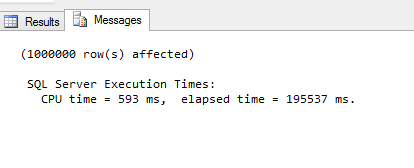 Results Messages
(1000000 row(s) affected)
SQL Server Execution Times:
CPU time = 593 ms,  elapsed time = 195537 ms.